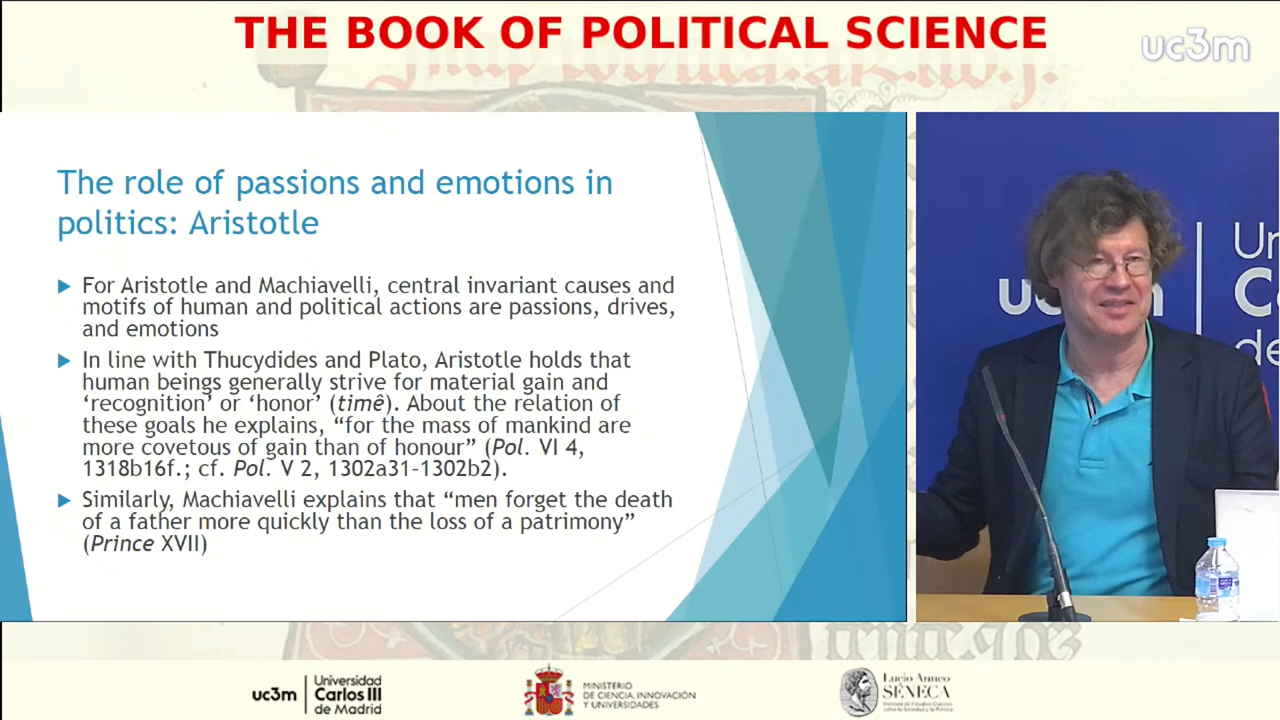 THE BOOK OF POLITICAL SCIENCE
uc3m
The role of passions and emotions in
politics: Aristotle
For Aristotle and Machiavelli, central invariant causes and
motifs of human and political actions are passions, drives,
and emotions
In line with Thucydides and Plato, Aristotle holds that
human beings generally strive for material gain and
‘recognition’ or ‘honor’ (timê). About the relation of
these goals he explains, “for the mass of mankind are
more covetous of gain than of honour” (Pol. VI 4,
1318b16f.; cf. Pol. V 2, 1302a31-1302b2).
Similarly, Machiavelli explains that “men forget the death
of a father more quickly than the loss of a patrimony”
(Prince XVII)
uc3m
Universidad
Carlos III
de Madrid
MINISTERIO
DE CIENCIA, INNOVACIÓN
Y UNIVERSIDADES
Lucio Anneo
SÉNECA